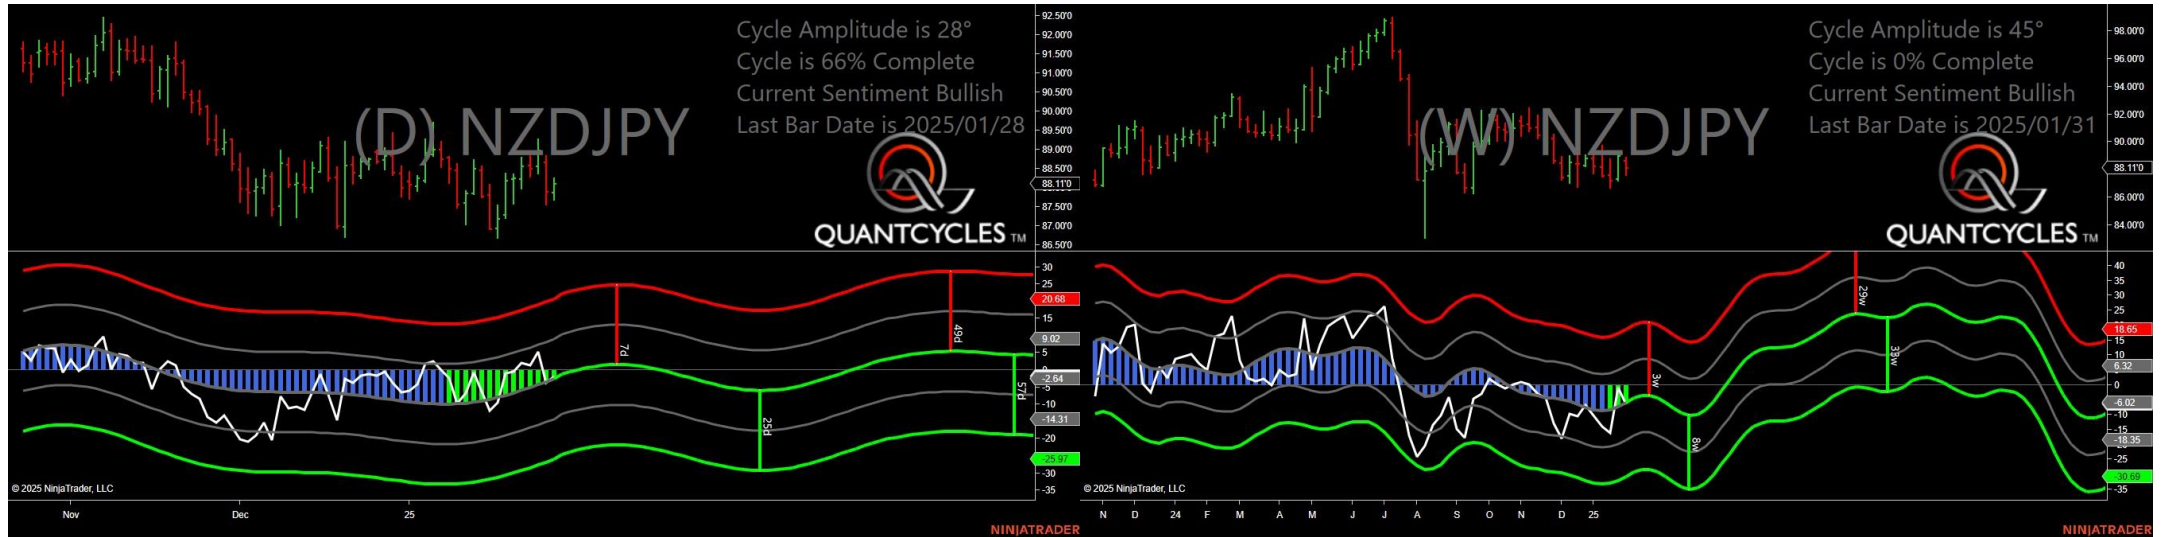 Cycle Amplitude is 28°
Cycle is 66% Complete
Current Sentiment Bullish
Last Bar Date is 2025/01/28
(D) NZDJPY
QUANTCYCLES TM
92.50'0
92.00'0
91.50'0
91.00'0
90.50'0
90.00'0
89.50'0
89.00'0
88.50'0
88.11'0
87.50'0
87.00'0
86.50'0
30
25
20.68
15
9.02
5
-2.64
-5
-10
-14.31
-20
-25.97
-30
-35
7d
25d
49d
57d
© 2025 NinjaTrader, LLC
Nov
Dec
25
NINJATRADER
Cycle Amplitude is 45°
Cycle is 0% Complete
Current Sentiment Bullish
Last Bar Date is 2025/01/31
(W) NZDJPY
QUANTCYCLES TM
98.00'0
96.00'0
94.00'0
92.00'0
90.00'0
88.11'0
86.00'0
84.00'0
40
35
30
25
18.65
15
10
6.32
0
-6.02
-10
-15
-18.35
-25
-30.69
-35
3w
8w
29w
33w
© 2025 NinjaTrader, LLC
N D 24 F M A M J J A S O N D 25
NINJATRADER